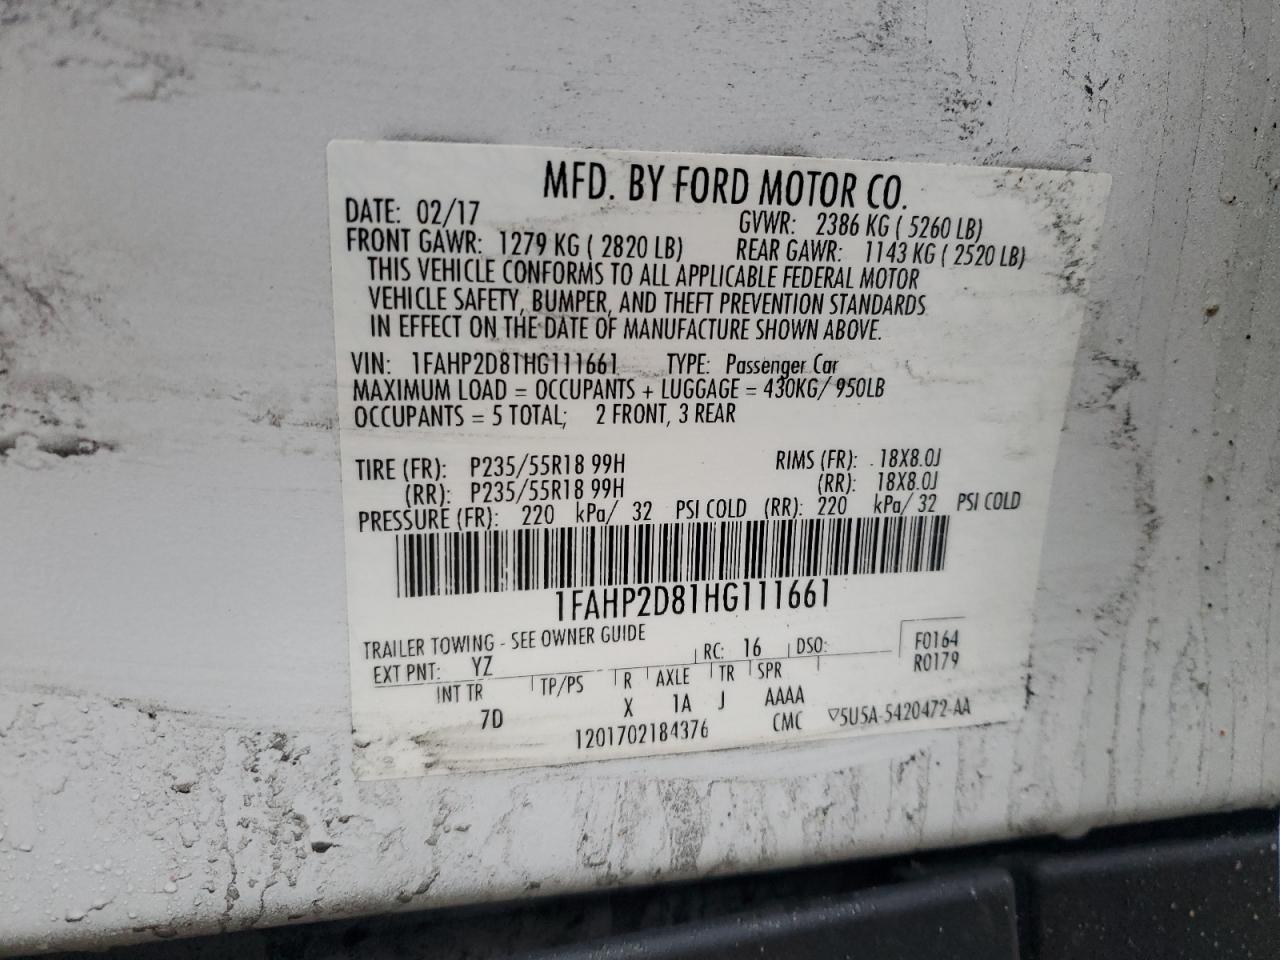 MFD. BY FORD MOTOR CO.
DATE: 02/17 GVWR: 2386 KG ( 5260 LB)
FRONT GAWR: 1279 KG ( 2820 LB) REAR GAWR: 1143 KG ( 2520 LB)
THIS VEHICLE CONFORMS TO ALL APPLICABLE FEDERAL MOTOR
VEHICLE SAFETY, BUMPER, AND THEFT PREVENTION STANDARDS
IN EFFECT ON THE DATE OF MANUFACTURE SHOWN ABOVE.
VIN: 1FAHP2D81HG111661 TYPE: Passenger Car
MAXIMUM LOAD = OCCUPANTS + LUGGAGE = 430KG/ 950LB
OCCUPANTS = 5 TOTAL; 2 FRONT, 3 REAR
TIRE (FR): P235/55R18 99H RIMS (FR): 18X8.0J
(RR): P235/55R18 99H (RR): 18X8.0J
PRESSURE (FR): 220 kPa/ 32 PSI COLD (RR): 220 kPa/ 32 PSI COLD
1FAHP2D81HG111661
TRAILER TOWING - SEE OWNER GUIDE
EXT PNT: YZ RC: 16 DSO: F0164
R0179
INT TR TP/PS R AXLE TR SPR
7D X 1A J AAAA
1201702184376 CMC ▽5U5A-5420472-AA